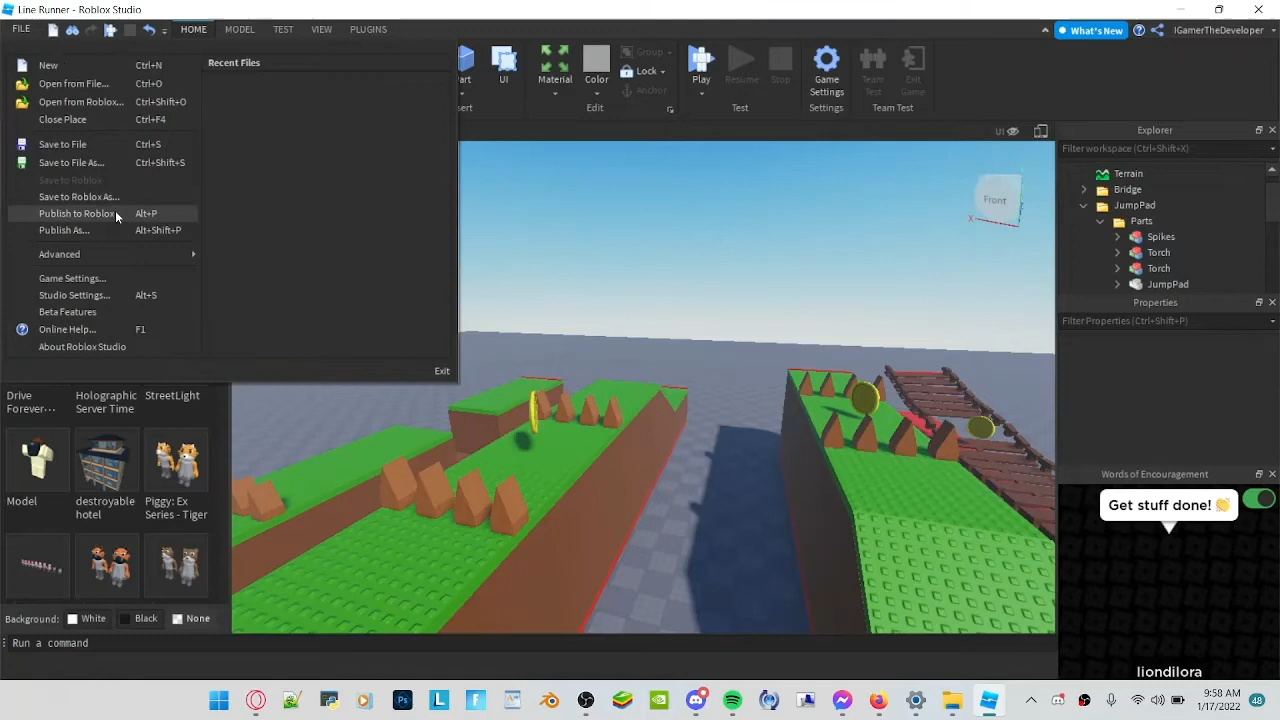 Line Runner - Roblox Studio
FILE
HOME
MODEL
TEST
VIEW
PLUGINS
What's New
IGamerTheDeveloper
New Ctrl+N
Open from File... Ctrl+O
Open from Roblox... Ctrl+Shift+O
Close Place Ctrl+F4
Save to File Ctrl+S
Save to File As... Ctrl+Shift+S
Save to Roblox
Save to Roblox As...
Publish to Roblox Alt+P
Publish As... Alt+Shift+P
Advanced
Game Settings...
Studio Settings... Alt+S
Beta Features
Online Help... F1
About Roblox Studio
Recent Files
Exit
UI
Material
Color
Group
Lock
Anchor
Edit
Play
Resume
Stop
Test
Game
Settings
Settings
Team
Test
Exit
Game
Team Test
UI
Front
Explorer
Filter workspace (Ctrl+Shift+X)
Terrain
Bridge
JumpPad
Parts
Spikes
Torch
Torch
JumpPad
Properties
Filter Properties (Ctrl+Shift+P)
Words of Encouragement
Get stuff done!
liondilora
Drive
Forever...
Holographic
Server Time
StreetLight
Model
destroyable
hotel
Piggy: Ex
Series - Tiger
Background: White Black None
Run a command
9:58 AM
1/17/2022
48